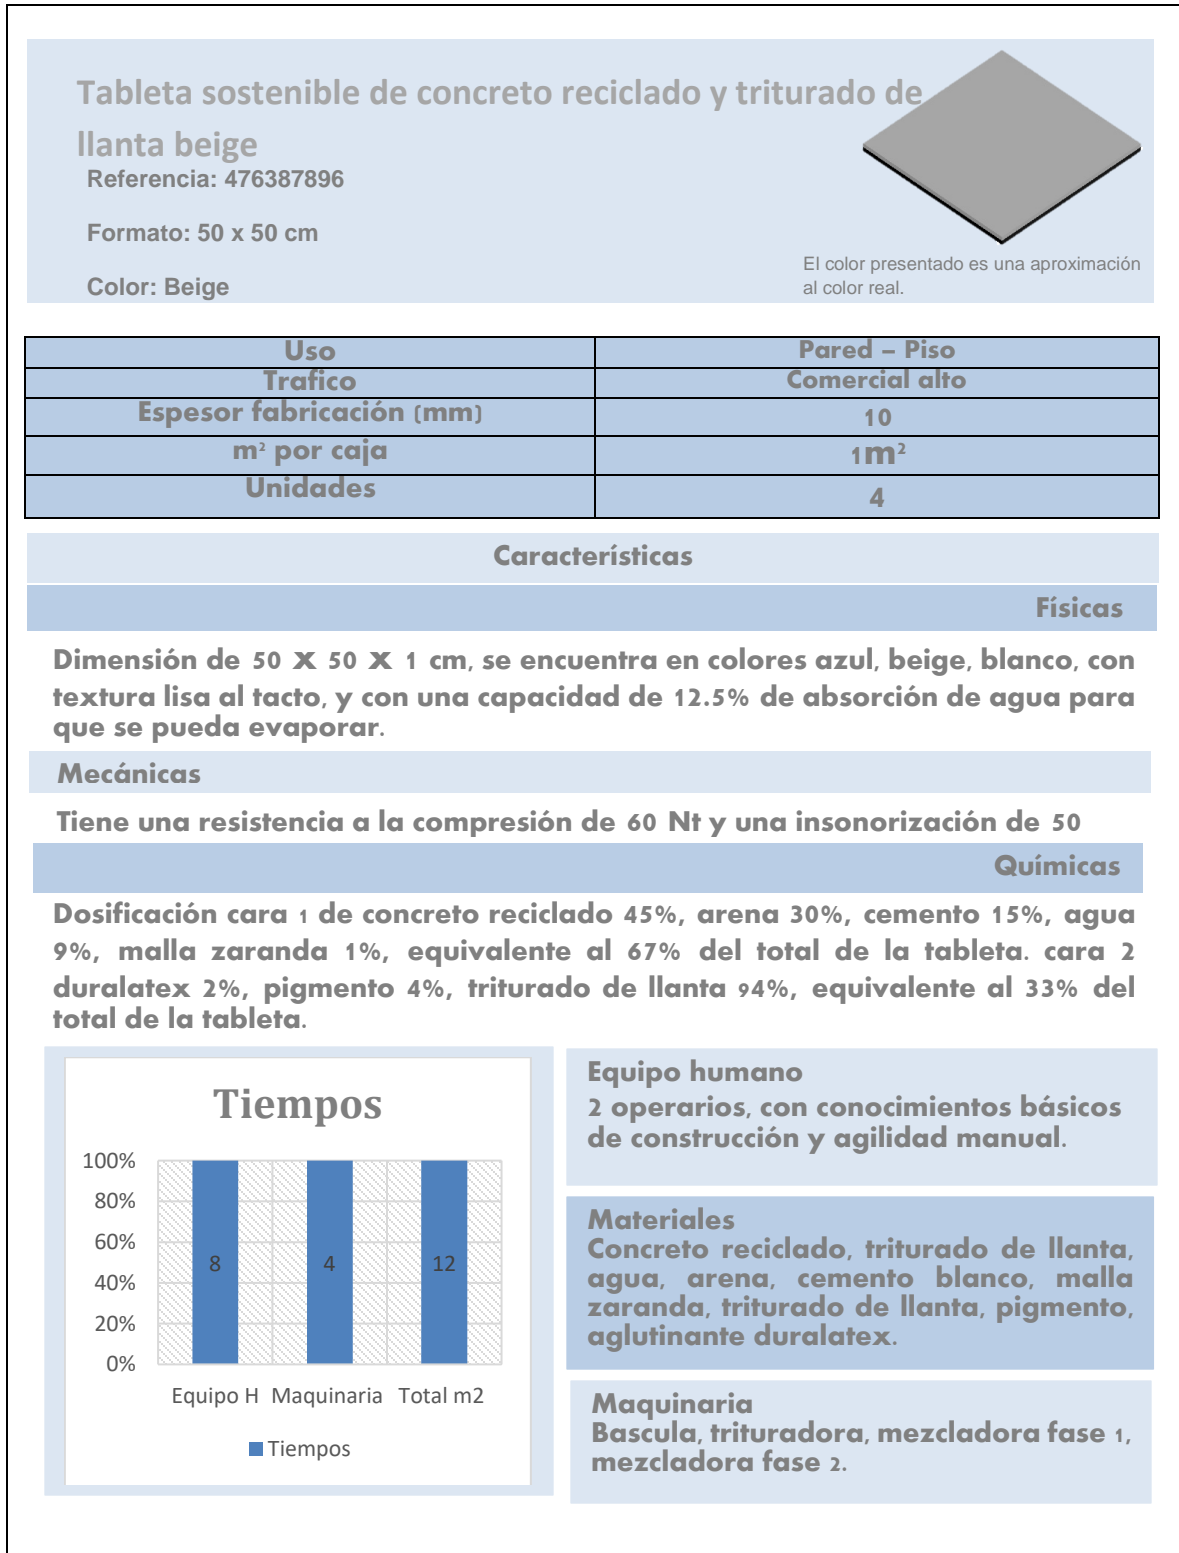 Tableta sostenible de concreto reciclado y triturado de
llanta beige
Referencia: 476387896
Formato: 50 x 50 cm
Color: Beige
El color presentado es una aproximación
al color real.
Uso Pared – Piso
Trafico Comercial alto
Espesor fabricación (mm) 10
m² por caja 1m²
Unidades 4
Características
Físicas
Dimensión de 50 X 50 X 1 cm, se encuentra en colores azul, beige, blanco, con
textura lisa al tacto, y con una capacidad de 12.5% de absorción de agua para
que se pueda evaporar.
Mecánicas
Tiene una resistencia a la compresión de 60 Nt y una insonorización de 50
Químicas
Dosificación cara 1 de concreto reciclado 45%, arena 30%, cemento 15%, agua
9%, malla zaranda 1%, equivalente al 67% del total de la tableta. cara 2
duralatex 2%, pigmento 4%, triturado de llanta 94%, equivalente al 33% del
total de la tableta.
Tiempos
100%
80%
60%
40%
20%
0%
8 4 12
Equipo H Maquinaria Total m2
Tiempos
Equipo humano
2 operarios, con conocimientos básicos
de construcción y agilidad manual.
Materiales
Concreto reciclado, triturado de llanta,
agua, arena, cemento blanco, malla
zaranda, triturado de llanta, pigmento,
aglutinante duralatex.
Maquinaria
Bascula, trituradora, mezcladora fase 1,
mezcladora fase 2.